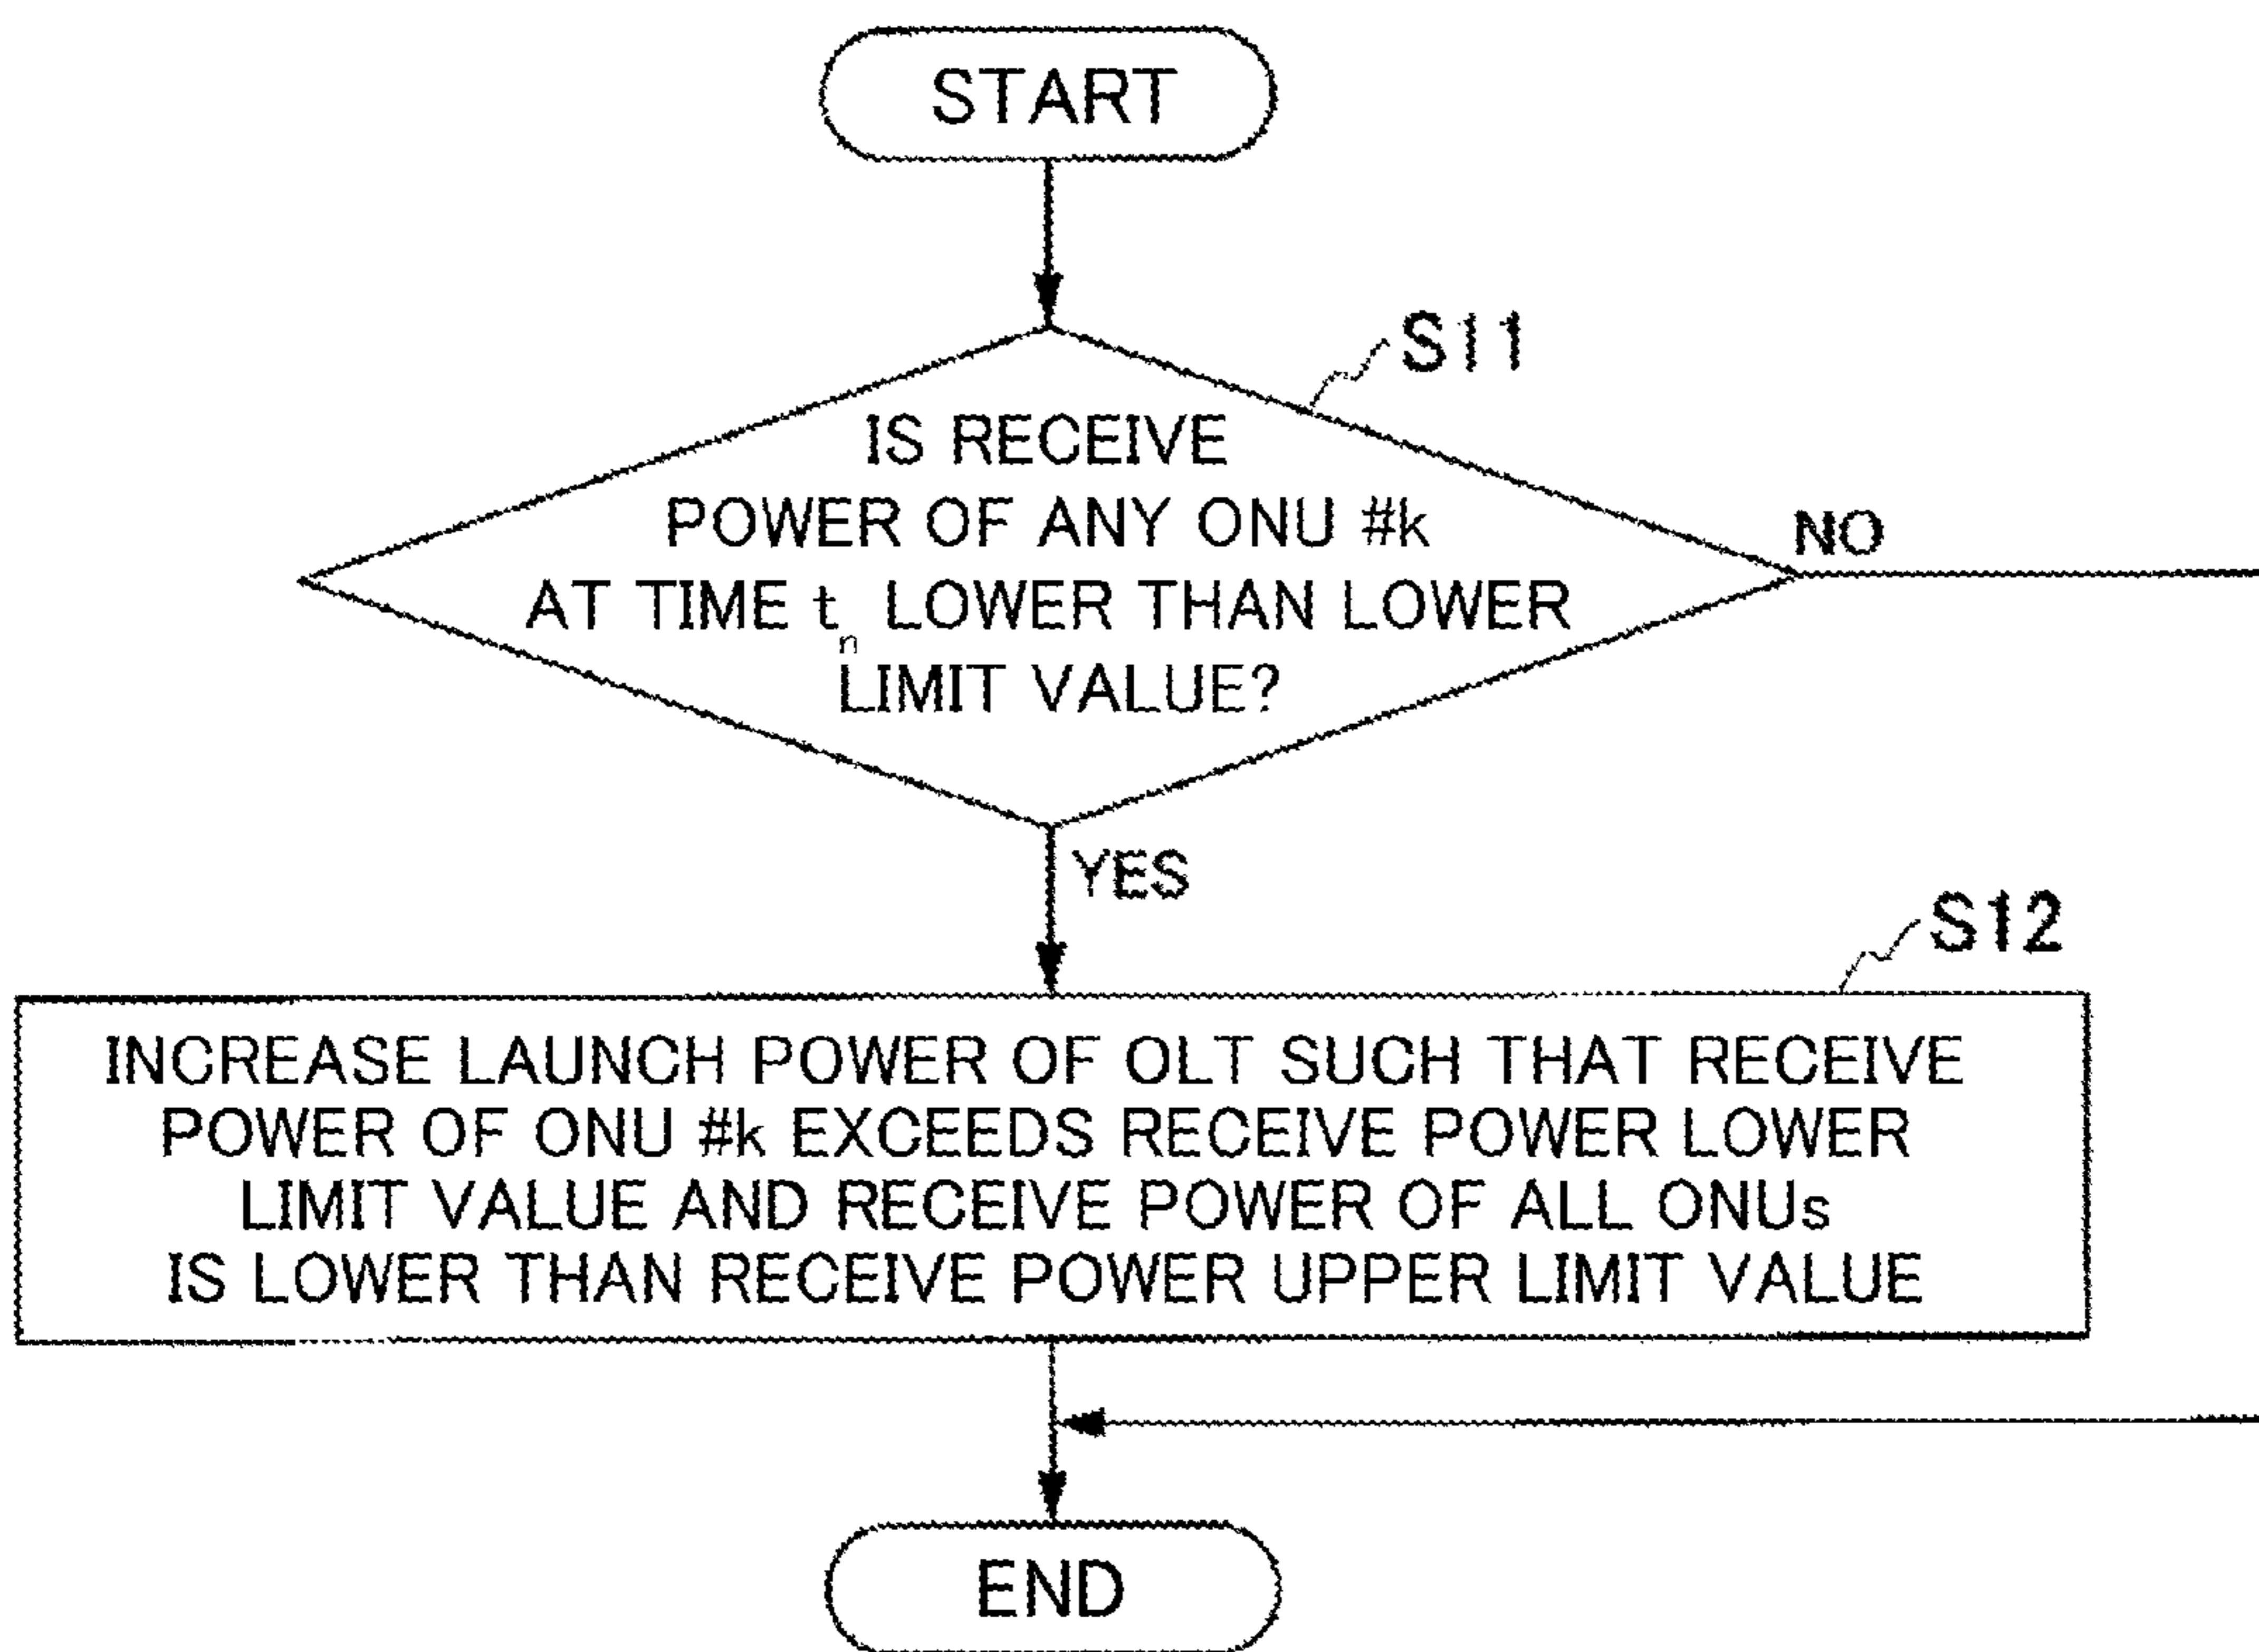 START
S11
IS RECEIVE
POWER OF ANY ONU #k
AT TIME tn LOWER THAN LOWER
LIMIT VALUE?
NO
YES
S12
INCREASE LAUNCH POWER OF OLT SUCH THAT RECEIVE
POWER OF ONU #k EXCEEDS RECEIVE POWER LOWER
LIMIT VALUE AND RECEIVE POWER OF ALL ONUs
IS LOWER THAN RECEIVE POWER UPPER LIMIT VALUE
END